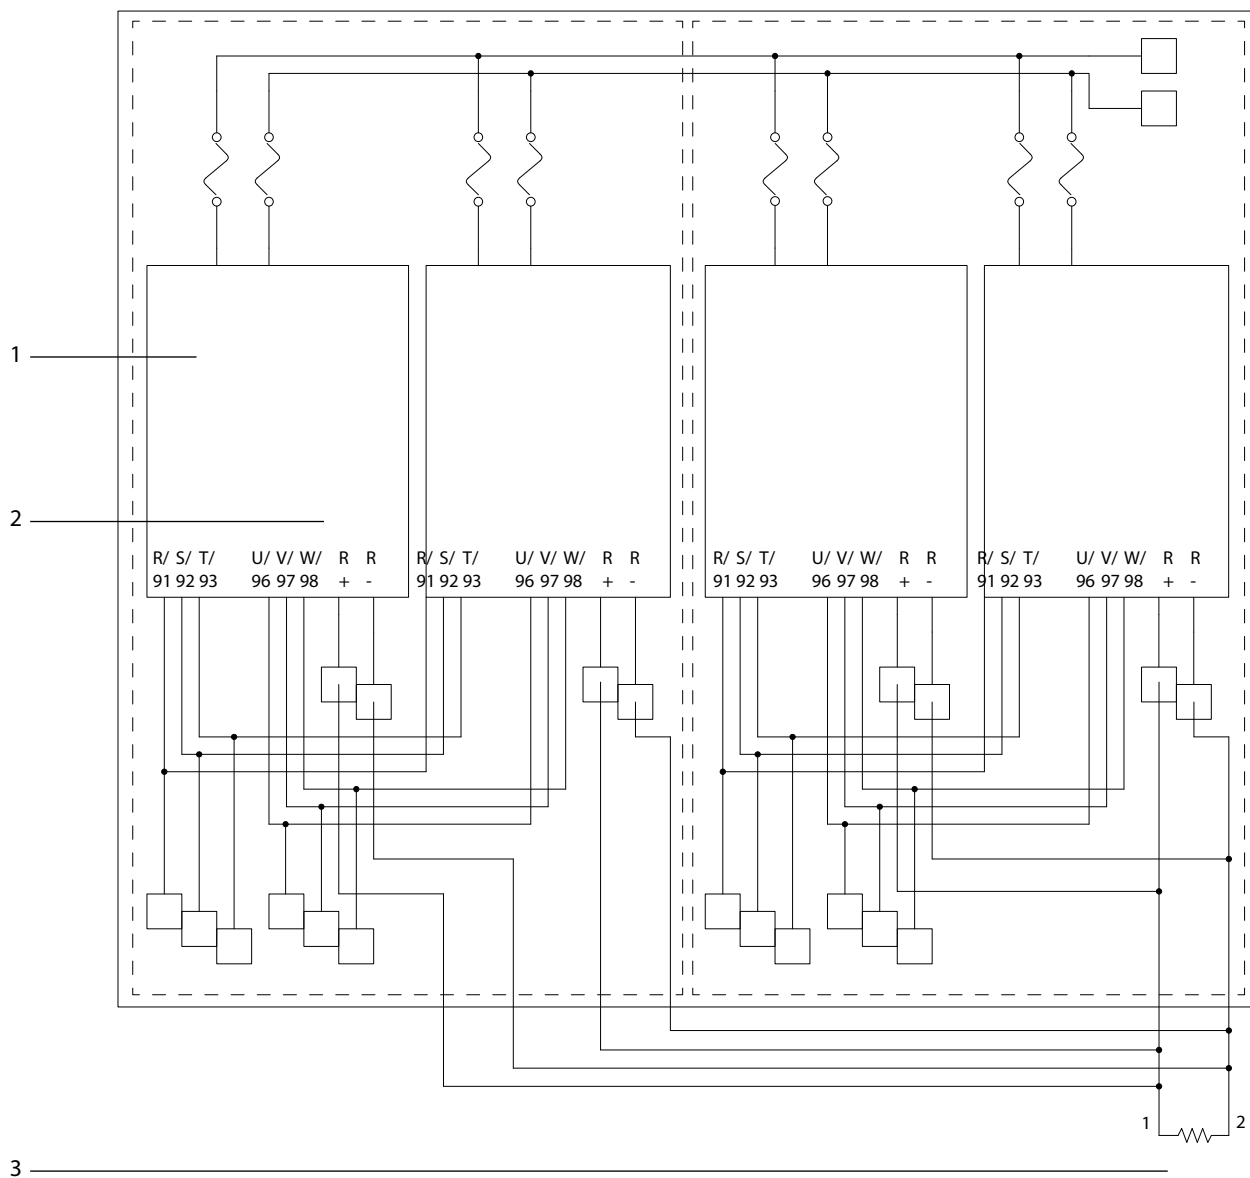 1
2
R/ S/ T/ U/ V/ W/ R R R/ S/ T/ U/ V/ W/ R R R/ S/ T/ U/ V/ W/ R R R/ S/ T/ U/ V/ W/ R R
91 92 93 96 97 98 + - 91 92 93 96 97 98 + - 91 92 93 96 97 98 + - 91 92 93 96 97 98 + -
1 2
3